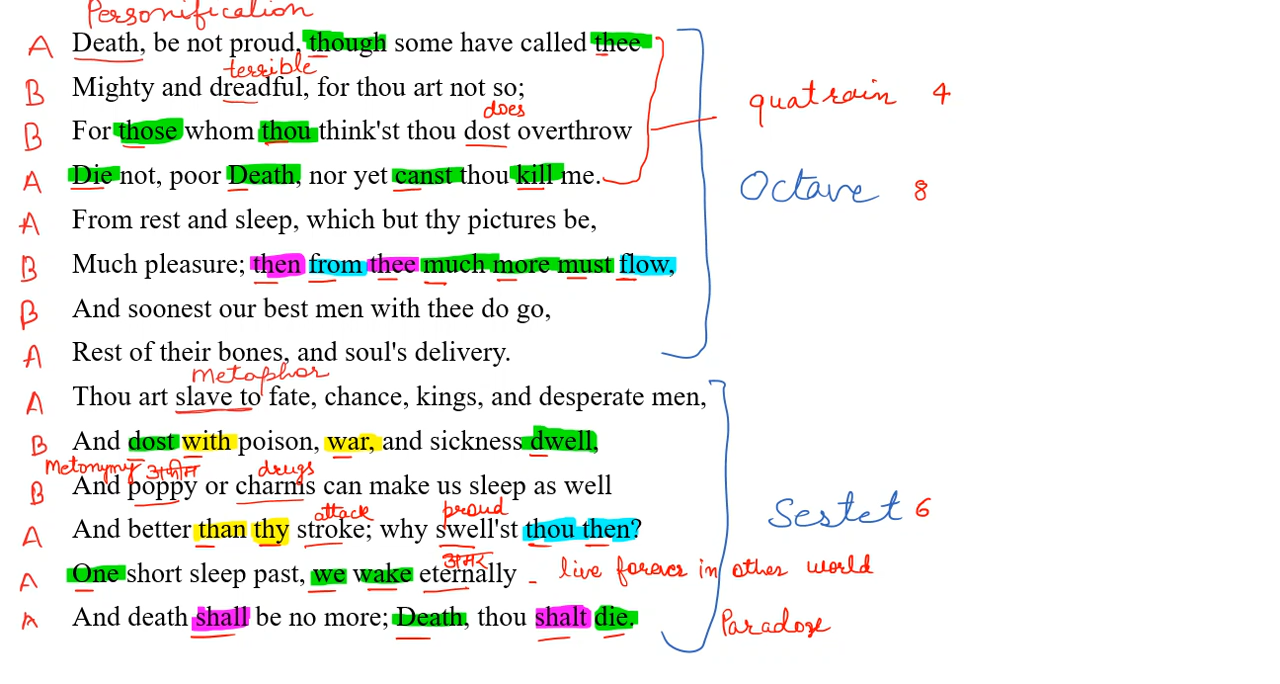 Personification
A Death, be not proud, though some have called thee
terrible
B Mighty and dreadful, for thou art not so;
does
quatrain 4
B For those whom thou think'st thou dost overthrow
A Die not, poor Death, nor yet canst thou kill me.
Octave 8
A From rest and sleep, which but thy pictures be,
B Much pleasure; then from thee much more must flow,
B And soonest our best men with thee do go,
A Rest of their bones, and soul's delivery.
metaphor
A Thou art slave to fate, chance, kings, and desperate men,
B And dost with poison, war, and sickness dwell,
Metonymy अफीम drugs
B And poppy or charms can make us sleep as well
attack proud
Sestet 6
A And better than thy stroke; why swell'st thou then?
अमर
A One short sleep past, we wake eternally - live forever in other world
A And death shall be no more; Death, thou shalt die. Paradox